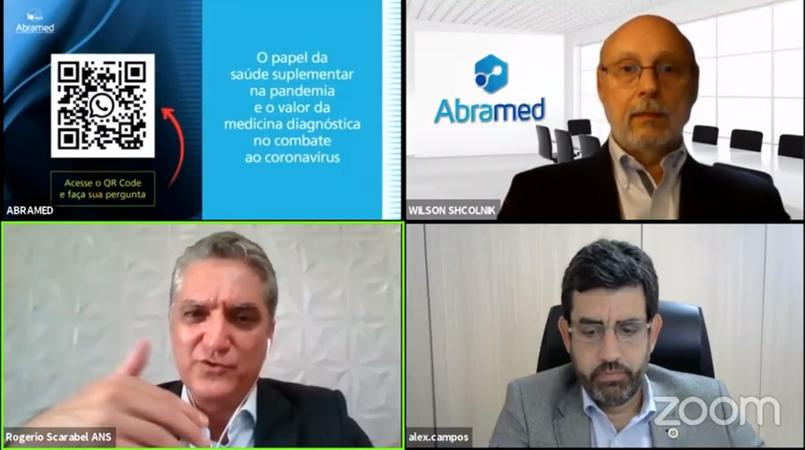 Abramed
O papel da
saúde suplementar
na pandemia
e o valor da
medicina diagnóstica
no combate
ao coronavírus
Acesse o QR Code
e faça sua pergunta
ABRAMED
Abramed
WILSON SHCOLNIK
Rogerio Scarabel ANS
alex.campos
zoom